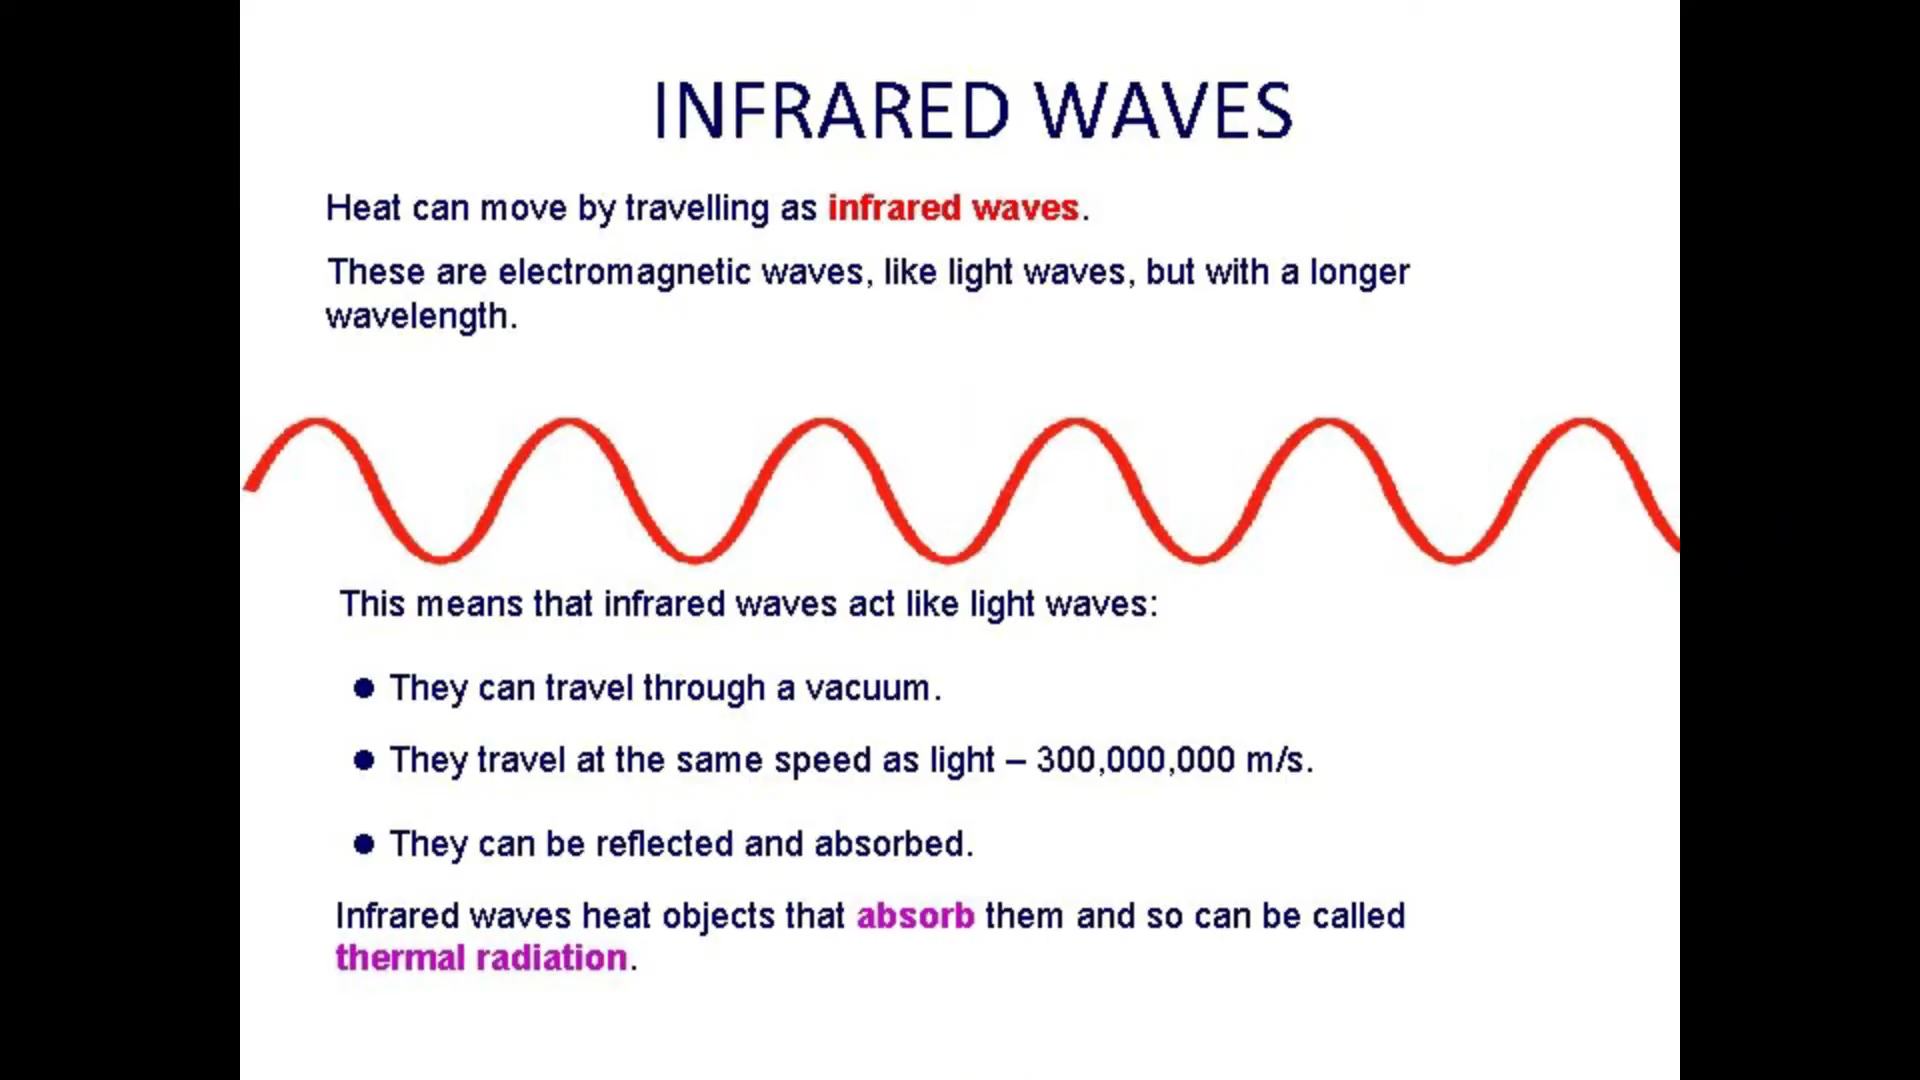 INFRARED WAVES
Heat can move by travelling as infrared waves.
These are electromagnetic waves, like light waves, but with a longer
wavelength.
This means that infrared waves act like light waves:
● They can travel through a vacuum.
● They travel at the same speed as light – 300,000,000 m/s.
● They can be reflected and absorbed.
Infrared waves heat objects that absorb them and so can be called
thermal radiation.